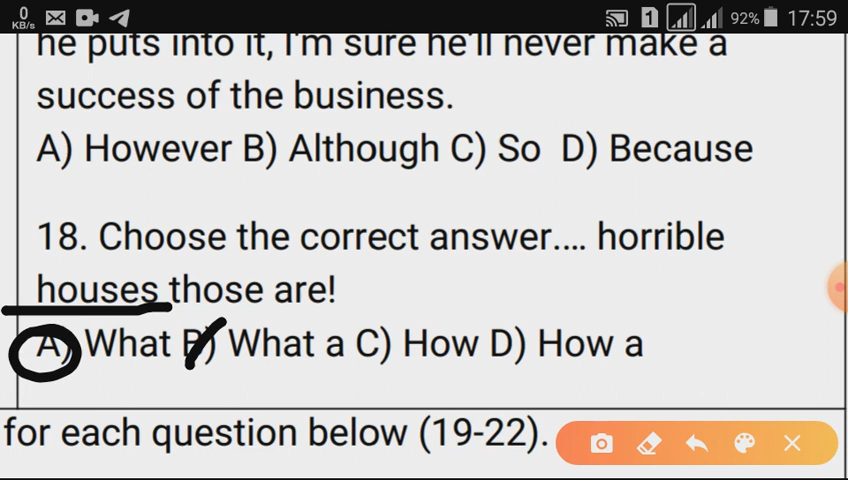 0
KB/s
1
92%
17:59
he puts into it, I'm sure he'll never make a
success of the business.
A) However B) Although C) So D) Because
18. Choose the correct answer.... horrible
houses those are!
A) What B) What a C) How D) How a
for each question below (19-22).